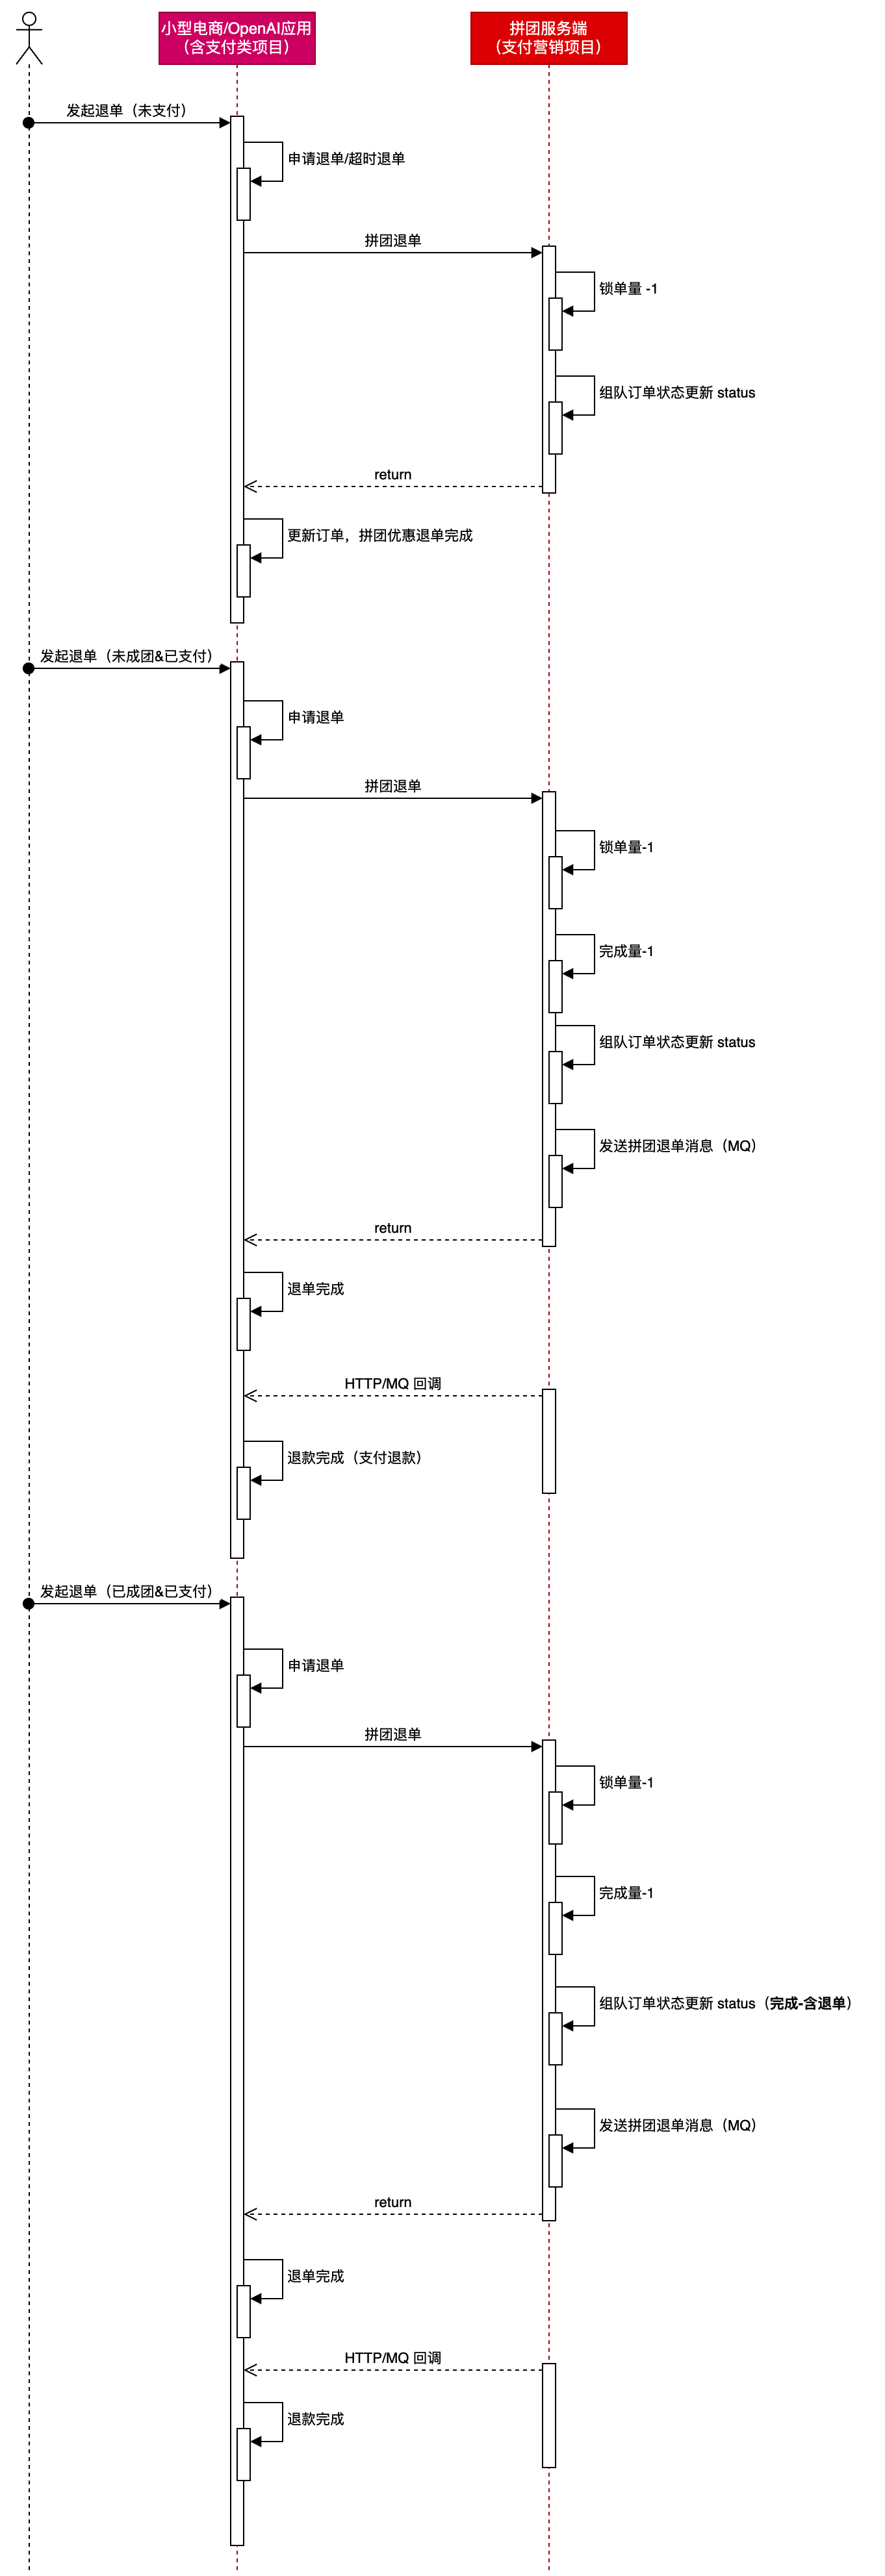 小型电商/OpenAI应用
（含支付类项目）
拼团服务端
（支付营销项目）
发起退单（未支付）
申请退单/超时退单
拼团退单
锁单量 -1
组队订单状态更新 status
return
更新订单，拼团优惠退单完成
发起退单（未成团&已支付）
申请退单
拼团退单
锁单量-1
完成量-1
组队订单状态更新 status
发送拼团退单消息（MQ）
return
退单完成
HTTP/MQ 回调
退款完成（支付退款）
发起退单（已成团&已支付）
申请退单
拼团退单
锁单量-1
完成量-1
组队订单状态更新 status（完成-含退单）
发送拼团退单消息（MQ）
return
退单完成
HTTP/MQ 回调
退款完成